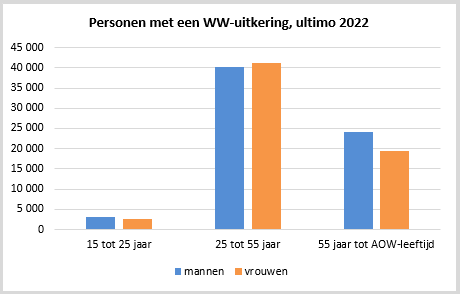 Personen met een WW-uitkering, ultimo 2022
45 000
40 000
35 000
30 000
25 000
20 000
15 000
10 000
5 000
0
15 tot 25 jaar
25 tot 55 jaar
55 jaar tot AOW-leeftijd
mannen
vrouwen